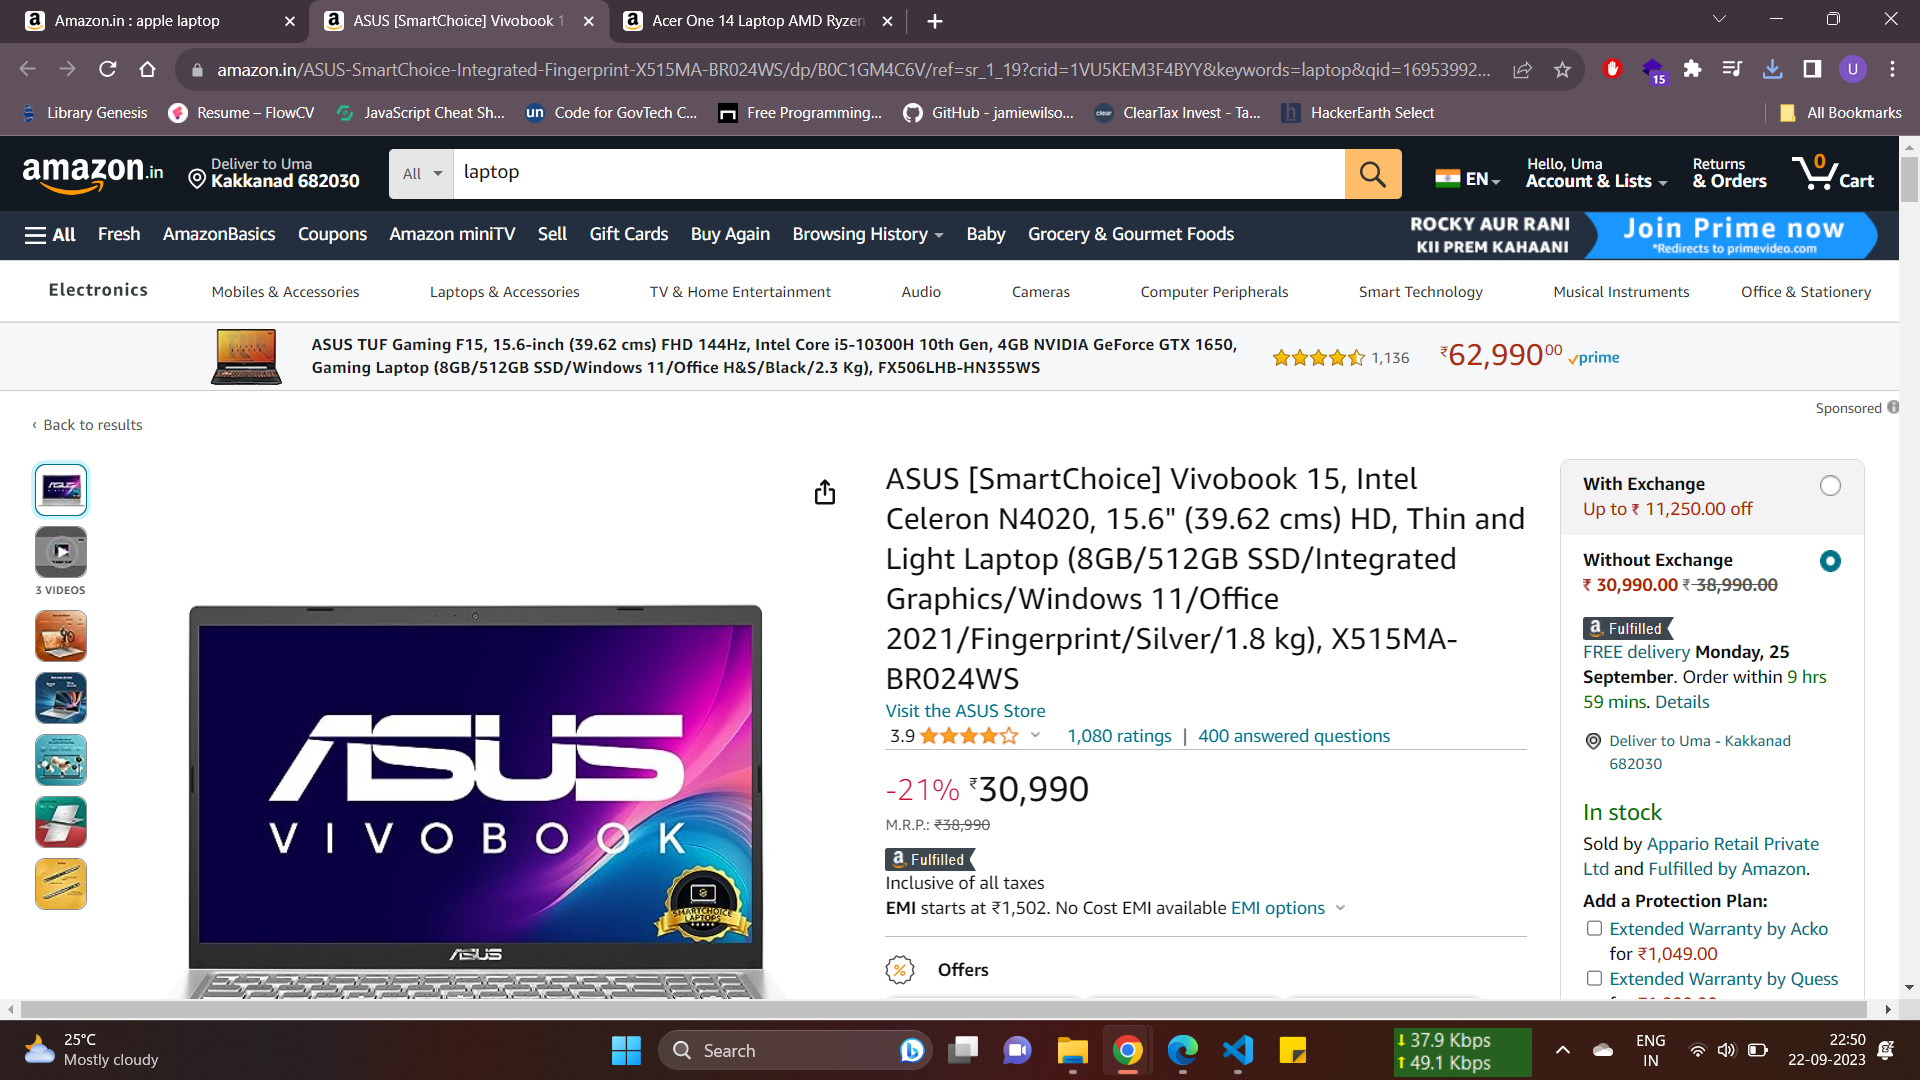 Amazon.in : apple laptop
ASUS [SmartChoice] Vivobook 1
Acer One 14 Laptop AMD Ryzen
amazon.in/ASUS-SmartChoice-Integrated-Fingerprint-X515MA-BR024WS/dp/B0C1GM4C6V/ref=sr_1_19?crid=1VU5KEM3F4BYY&keywords=laptop&qid=16953992...
15
U
Library Genesis
Resume – FlowCV
JavaScript Cheat Sh...
un Code for GovTech C...
Free Programming...
GitHub - jamiewilso...
clear ClearTax Invest - Ta...
h HackerEarth Select
All Bookmarks
amazon.in
Deliver to Uma
Kakkanad 682030
All
laptop
EN
Hello, Uma
Account & Lists
Returns
& Orders
0
Cart
All
Fresh
AmazonBasics
Coupons
Amazon miniTV
Sell
Gift Cards
Buy Again
Browsing History
Baby
Grocery & Gourmet Foods
ROCKY AUR RANI
KII PREM KAHAANI
Join Prime now
*Redirects to primevideo.com
Electronics
Mobiles & Accessories
Laptops & Accessories
TV & Home Entertainment
Audio
Cameras
Computer Peripherals
Smart Technology
Musical Instruments
Office & Stationery
ASUS TUF Gaming F15, 15.6-inch (39.62 cms) FHD 144Hz, Intel Core i5-10300H 10th Gen, 4GB NVIDIA GeForce GTX 1650,
Gaming Laptop (8GB/512GB SSD/Windows 11/Office H&S/Black/2.3 Kg), FX506LHB-HN355WS
1,136
₹62,99000
prime
Sponsored
‹ Back to results
3 VIDEOS
ASUS
VIVOBOOK
SMARTCHOICE
LAPTOPS
ASUS
ASUS [SmartChoice] Vivobook 15, Intel
Celeron N4020, 15.6" (39.62 cms) HD, Thin and
Light Laptop (8GB/512GB SSD/Integrated
Graphics/Windows 11/Office
2021/Fingerprint/Silver/1.8 kg), X515MA-
BR024WS
Visit the ASUS Store
3.9
1,080 ratings | 400 answered questions
-21% ₹30,990
M.R.P.: ₹38,990
a Fulfilled
Inclusive of all taxes
EMI starts at ₹1,502. No Cost EMI available EMI options
Offers
With Exchange
Up to ₹ 11,250.00 off
Without Exchange
₹ 30,990.00 ₹ 38,990.00
a Fulfilled
FREE delivery Monday, 25
September. Order within 9 hrs
59 mins. Details
Deliver to Uma - Kakkanad
682030
In stock
Sold by Appario Retail Private
Ltd and Fulfilled by Amazon.
Add a Protection Plan:
Extended Warranty by Acko
for ₹1,049.00
Extended Warranty by Quess
25°C
Mostly cloudy
Search
37.9 Kbps
49.1 Kbps
ENG
IN
22:50
22-09-2023